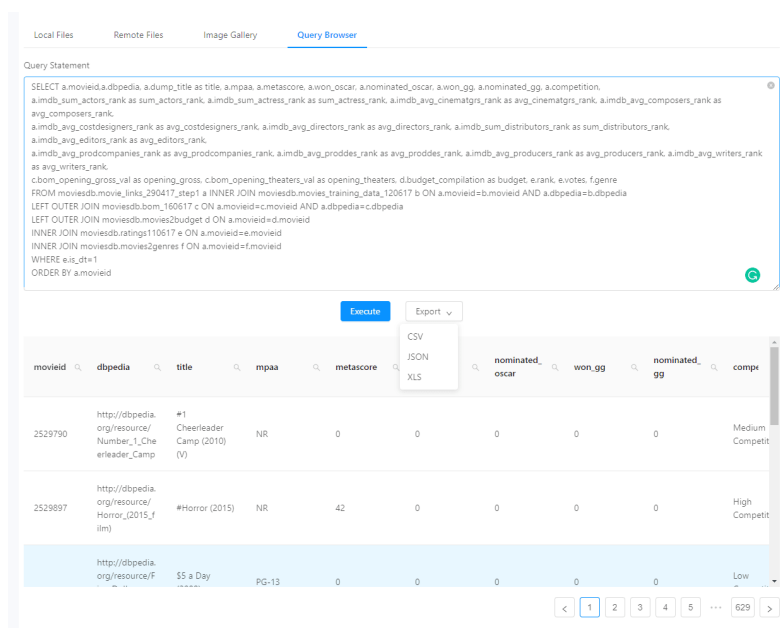 Local Files Remote Files Image Gallery Query Browser
Query Statement
SELECT a.movieid,a.dbpedia, a.dump_title as title, a.mpaa, a.metascore, a.won_oscar, a.nominated_oscar, a.won_gg, a.nominated_gg, a.competition,
a.imdb_sum_actors_rank as sum_actors_rank, a.imdb_sum_actress_rank as sum_actress_rank, a.imdb_avg_cinematgrs_rank as avg_cinematgrs_rank, a.imdb_avg_composers_rank as
avg_composers_rank,
a.imdb_avg_costdesigners_rank as avg_costdesigners_rank, a.imdb_avg_directors_rank as avg_directors_rank, a.imdb_sum_distributors_rank as sum_distributors_rank,
a.imdb_avg_editors_rank as avg_editors_rank,
a.imdb_avg_prodcompanies_rank as avg_prodcompanies_rank, a.imdb_avg_proddes_rank as avg_proddes_rank, a.imdb_avg_producers_rank as avg_producers_rank, a.imdb_avg_writers_rank
as avg_writers_rank,
c.bom_opening_gross_val as opening_gross, c.bom_opening_theaters_val as opening_theaters, d.budget_compilation as budget, e.rank, e.votes, f.genre
FROM moviesdb.movie_links_290417_step1 a INNER JOIN moviesdb.movies_training_data_120617 b ON a.movieid=b.movieid AND a.dbpedia=b.dbpedia
LEFT OUTER JOIN moviesdb.bom_160617 c ON a.movieid=c.movieid AND a.dbpedia=c.dbpedia
LEFT OUTER JOIN moviesdb.movies2budget d ON a.movieid=d.movieid
INNER JOIN moviesdb.ratings110617 e ON a.movieid=e.movieid
INNER JOIN moviesdb.movies2genres f ON a.movieid=f.movieid
WHERE e.is_dt=1
ORDER BY a.movieid
Execute Export
CSV
JSON
XLS
movieid dbpedia title mpaa metascore nominated_ won_gg nominated_ compe
oscar gg
http://dbpedia. #1
org/resource/ Cheerleader Medium
2529790 Number_1_Che Camp (2010) NR 0 0 0 0 0 Competit
erleader_Camp (V)
http://dbpedia.
org/resource/ High
2529897 Horror_(2015_f #Horror (2015) NR 42 0 0 0 0 Competit
ilm)
http://dbpedia.
org/resource/F $5 a Day Low
PG-13 0 0 0 0 0
< 1 2 3 4 5 ••• 629 >